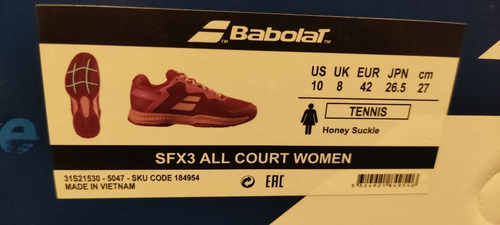 Babolat
US UK EUR JPN cm
10 8 42 26.5 27
TENNIS
Honey Suckle
SFX3 ALL COURT WOMEN
31S21530 - 5047 - SKU CODE 184954
MADE IN VIETNAM
EAC
e